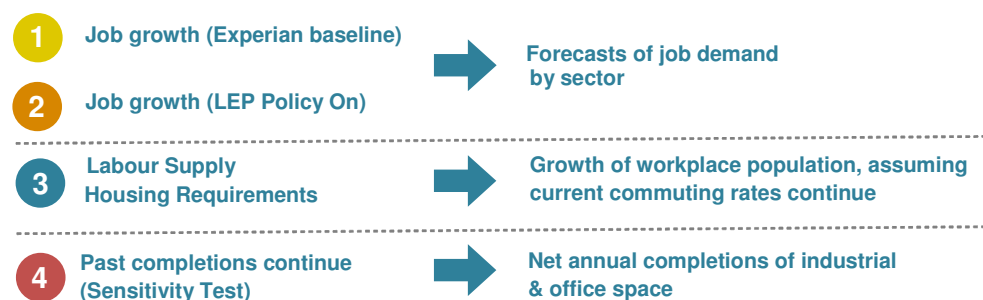 1 Job growth (Experian baseline)
2 Job growth (LEP Policy On)
Forecasts of job demand
by sector
3 Labour Supply
Housing Requirements
Growth of workplace population, assuming
current commuting rates continue
4 Past completions continue
(Sensitivity Test)
Net annual completions of industrial
& office space